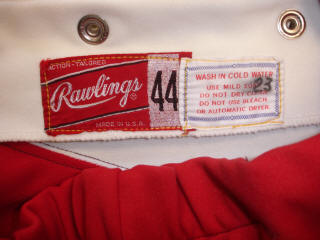 ACTION-TAILORED
Rawlings
44
MADE IN U.S.A.
WASH IN COLD WATER
USE MILD
23
DO NOT DRY CLEAN
DO NOT USE BLEACH
OR AUTOMATIC DRYER.